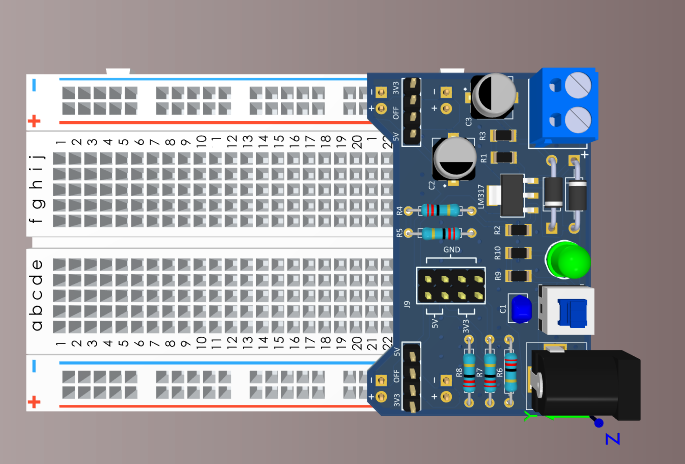 − +
1 2 3 4 5 6 7 8 9 10 11 12 13 14 15 16 17 18 19 20 21 22
f g h i j
a b c d e
1 2 3 4 5 6 7 8 9 10 11 12 13 14 15 16 17 18 19 20 21 22
− +
3V3
OFF
5V
− +
− +
C3
R3
R1
C2
LM317
+
R4
R5
R2
R10
R9
GND
J9
5V
3V3
C1
5V
OFF
3V3
− +
− +
R8
R7
R6
Y
Z